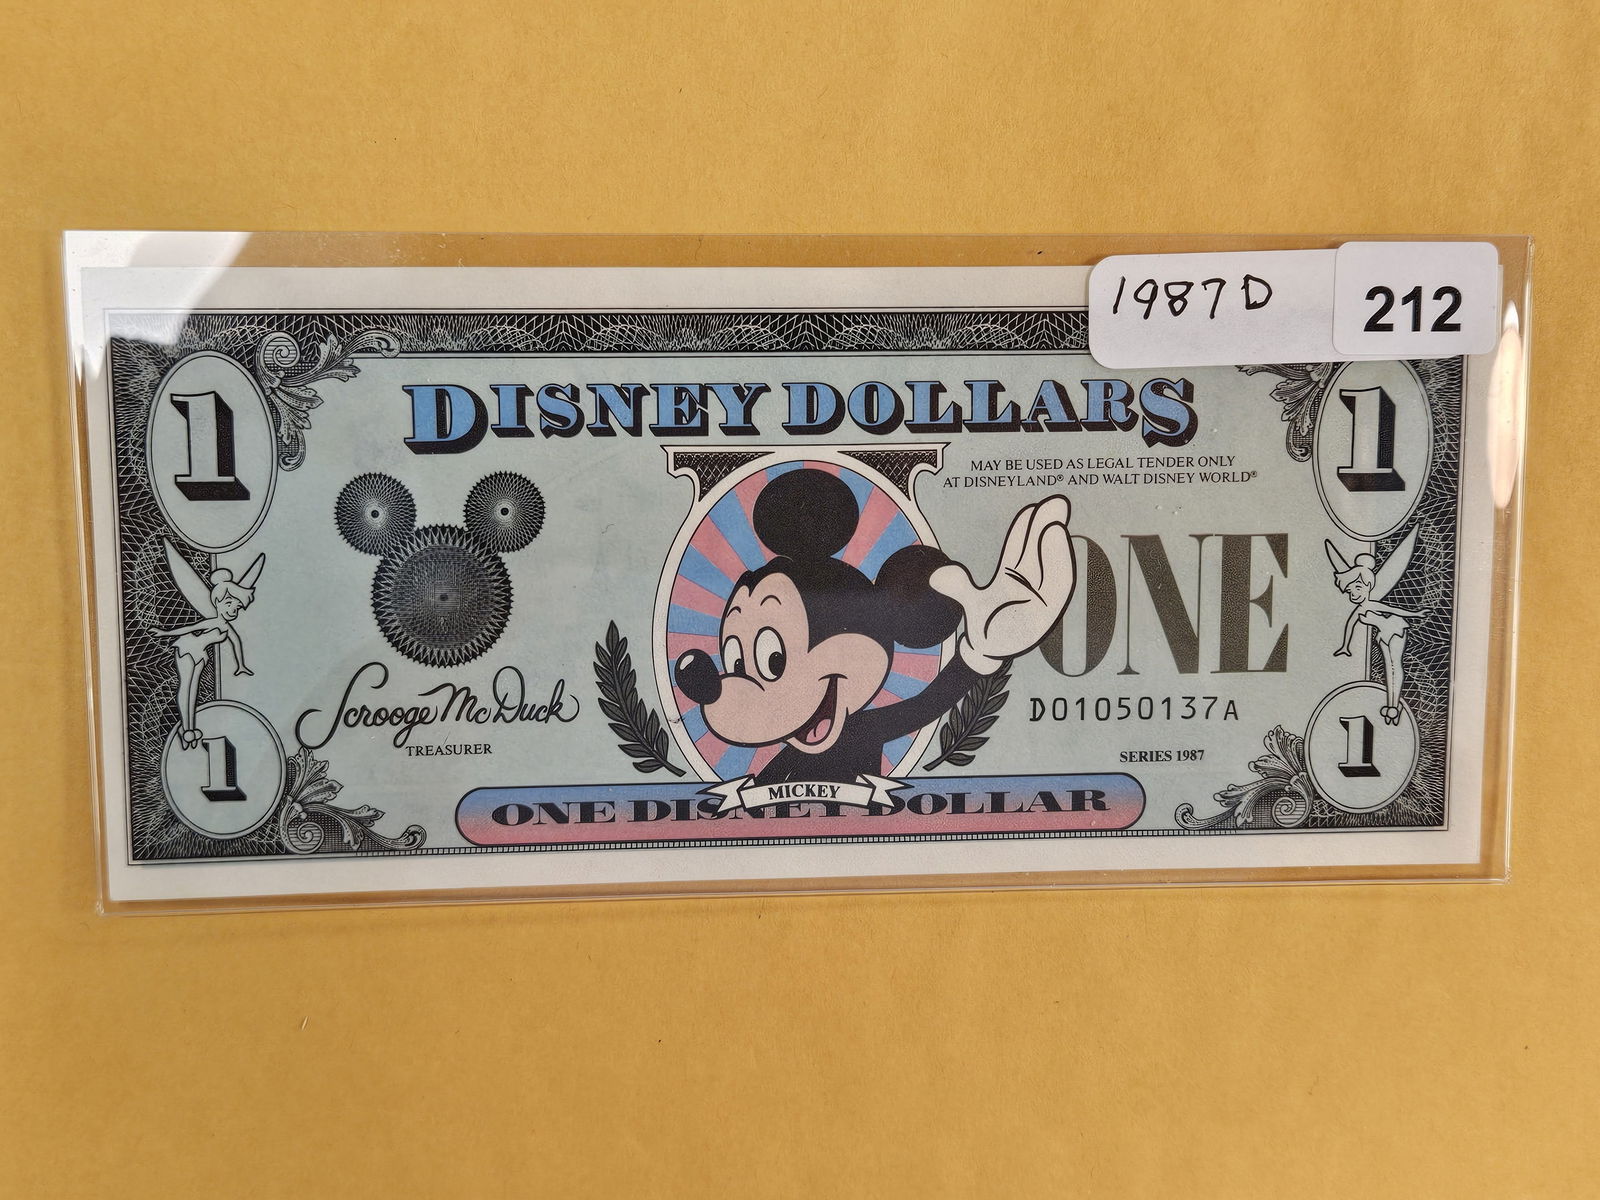 1987 D
212
1
1
DISNEY DOLLARS
MAY BE USED AS LEGAL TENDER ONLY
AT DISNEYLAND® AND WALT DISNEY WORLD®
ONE
Scrooge McDuck
TREASURER
D01050137A
SERIES 1987
1
1
MICKEY
ONE DISNEY DOLLAR